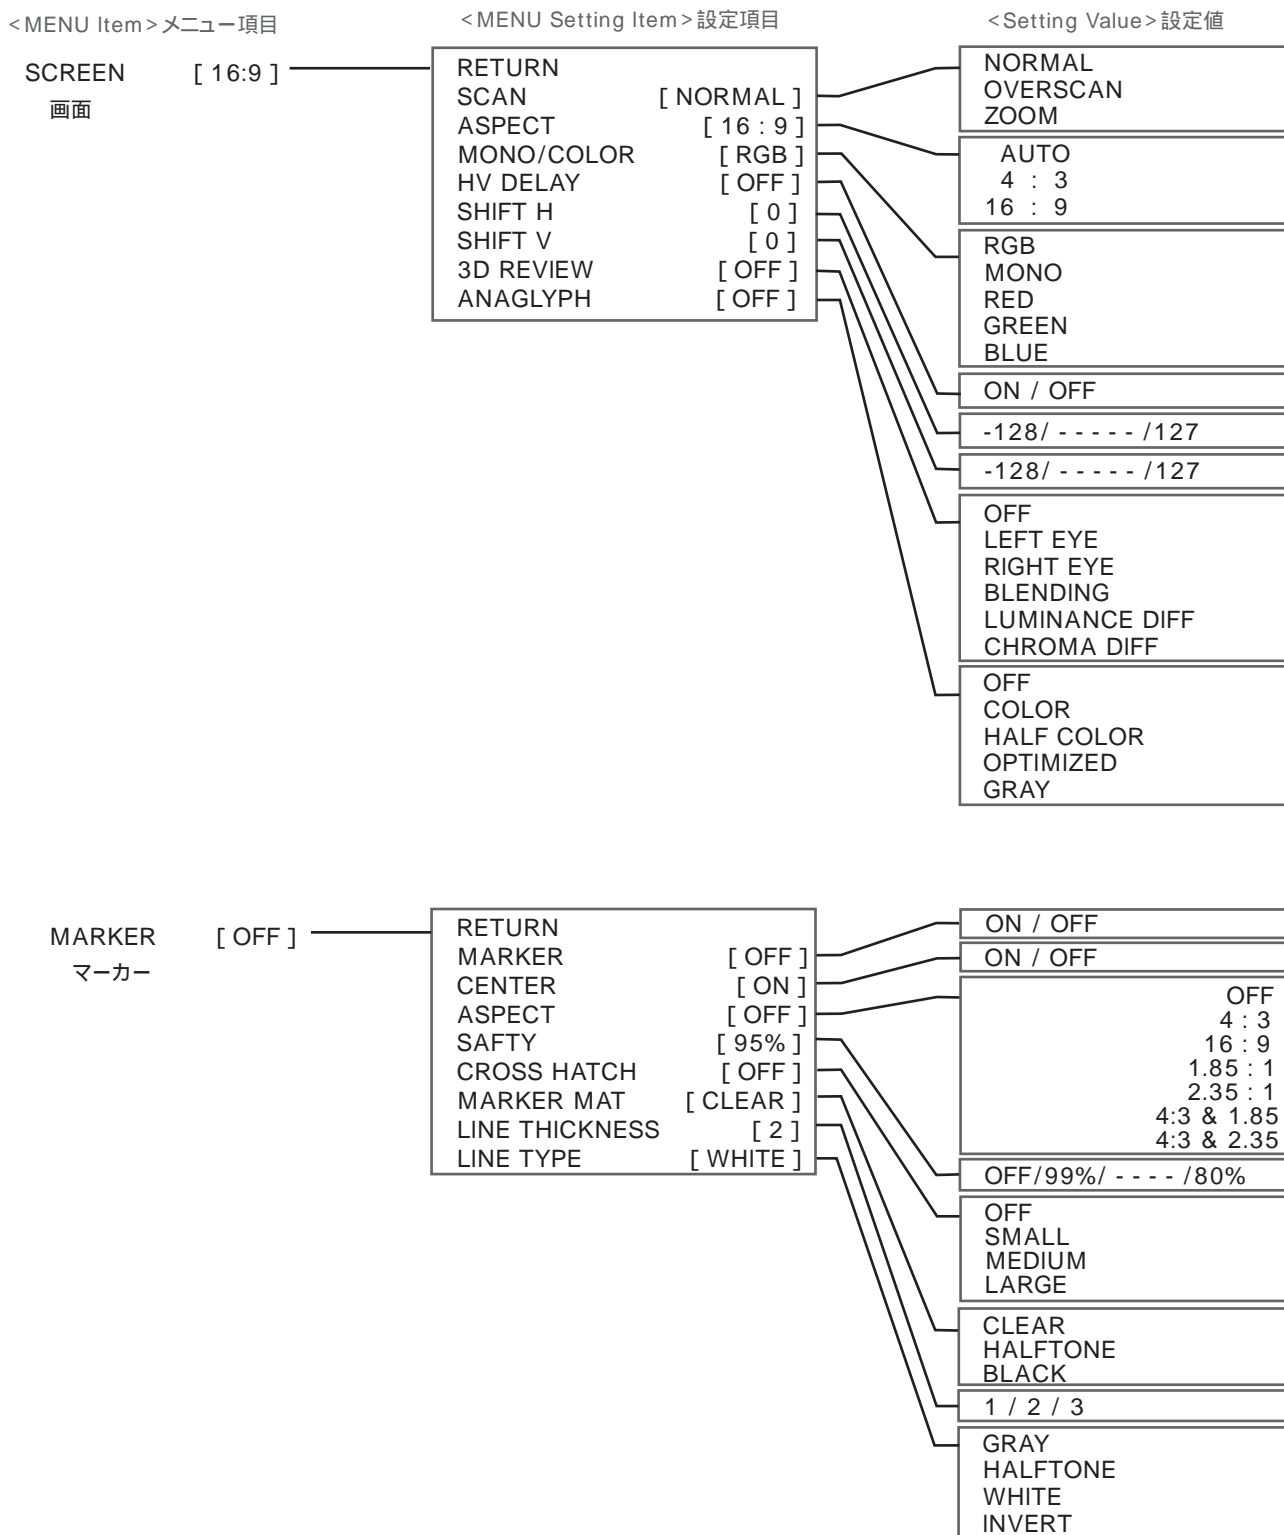 <MENU Item>メニュー項目
<MENU Setting Item>設定項目
<Setting Value>設定値
SCREEN [ 16:9 ]
画面
RETURN
SCAN [ NORMAL ]
ASPECT [ 16 : 9 ]
MONO/COLOR [ RGB ]
HV DELAY [ OFF ]
SHIFT H [ 0 ]
SHIFT V [ 0 ]
3D REVIEW [ OFF ]
ANAGLYPH [ OFF ]
NORMAL
OVERSCAN
ZOOM
AUTO
4 : 3
16 : 9
RGB
MONO
RED
GREEN
BLUE
ON / OFF
-128/ - - - - - /127
-128/ - - - - - /127
OFF
LEFT EYE
RIGHT EYE
BLENDING
LUMINANCE DIFF
CHROMA DIFF
OFF
COLOR
HALF COLOR
OPTIMIZED
GRAY
MARKER [ OFF ]
マーカー
RETURN
MARKER [ OFF ]
CENTER [ ON ]
ASPECT [ OFF ]
SAFTY [ 95% ]
CROSS HATCH [ OFF ]
MARKER MAT [ CLEAR ]
LINE THICKNESS [ 2 ]
LINE TYPE [ WHITE ]
ON / OFF
ON / OFF
OFF
4 : 3
16 : 9
1.85 : 1
2.35 : 1
4:3 & 1.85
4:3 & 2.35
OFF/99%/ - - - - /80%
OFF
SMALL
MEDIUM
LARGE
CLEAR
HALFTONE
BLACK
1 / 2 / 3
GRAY
HALFTONE
WHITE
INVERT